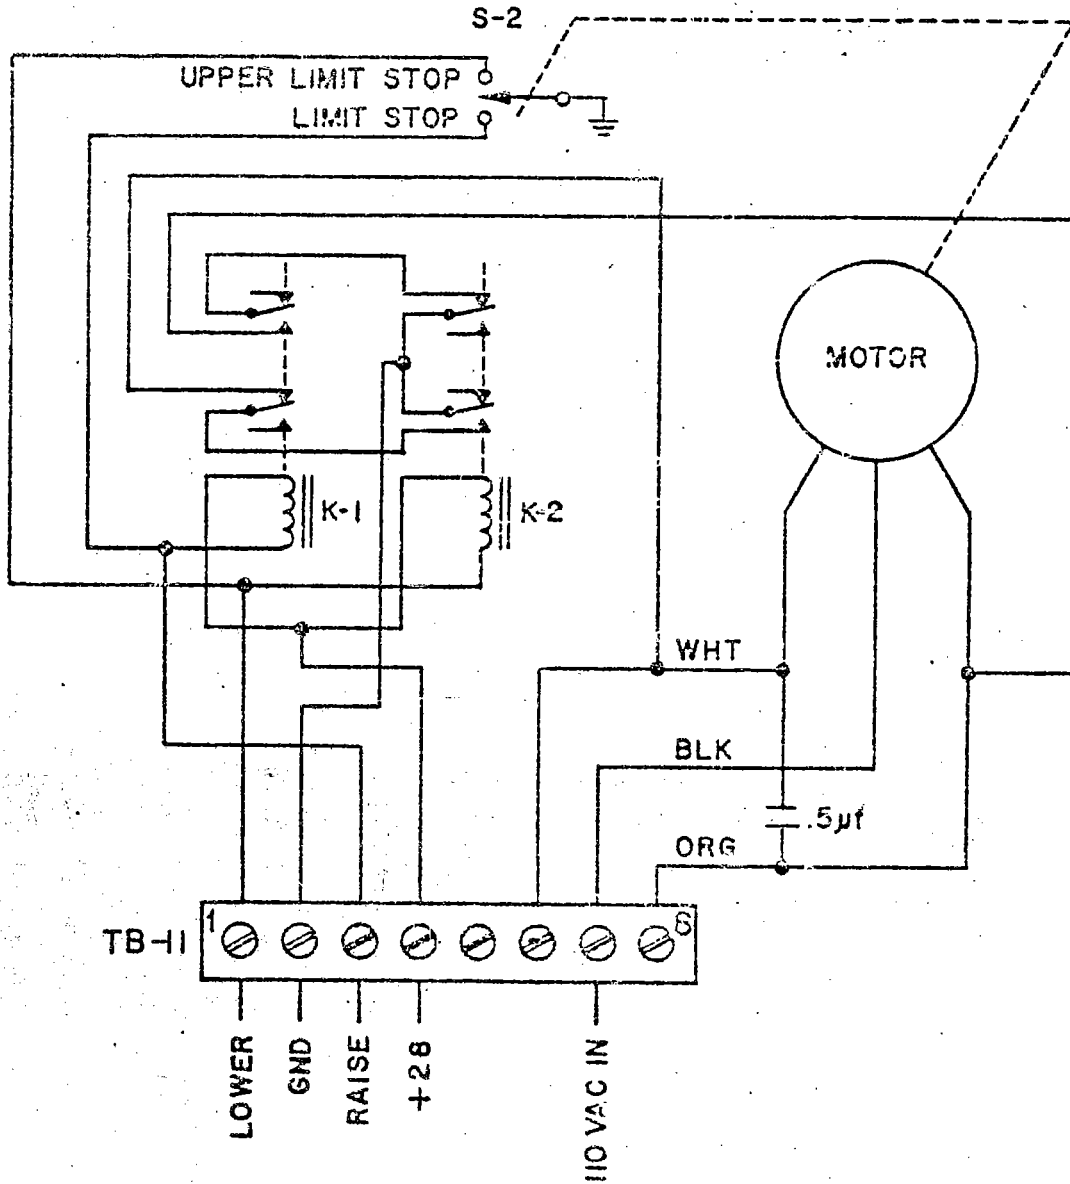 S-2
UPPER LIMIT STOP
LIMIT STOP
MOTOR
K-1
K-2
WHT
BLK
.5µf
ORG
1
8
TB-11
LOWER
GND
RAISE
+28
110 VAC IN